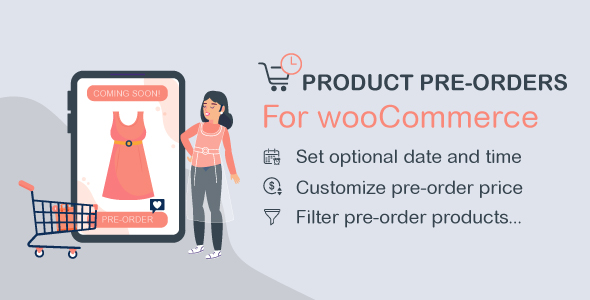 COMING SOON!
PRE-ORDER
PRODUCT PRE-ORDERS
For wooCommerce
Set optional date and time
Customize pre-order price
Filter pre-order products...